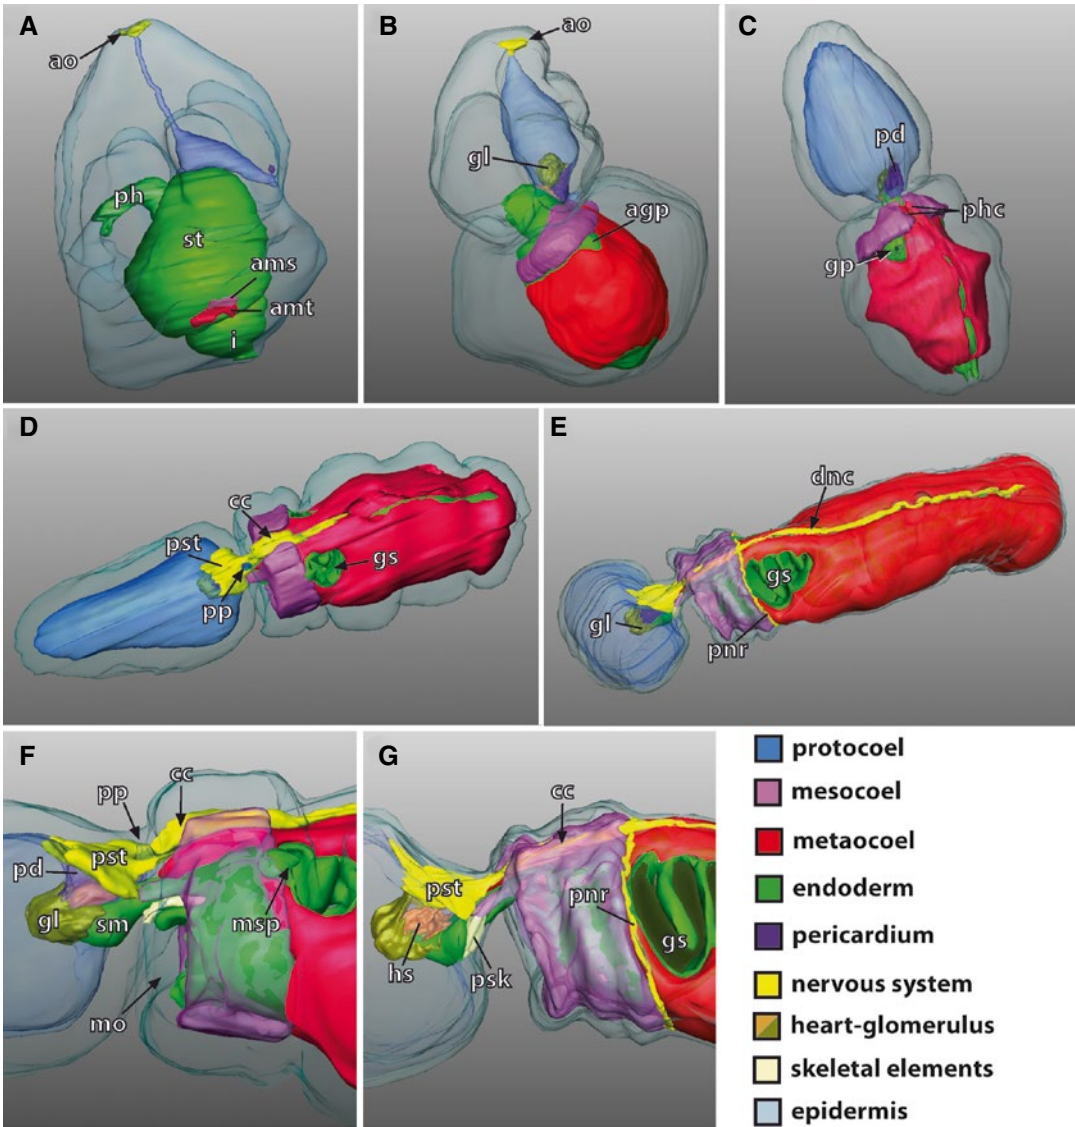 A
ao
ph
st
ams
amt
i
B
ao
gl
agp
C
pd
phc
gp
D
cc
pst
pp
gs
E
dnc
gs
gl
pnr
F
cc
pp
pst
pd
gl
sm
msp
mo
G
cc
pst
pnr
gs
hs
psk
protocoel
mesocoel
metaocoel
endoderm
pericardium
nervous system
heart-glomerulus
skeletal elements
epidermis